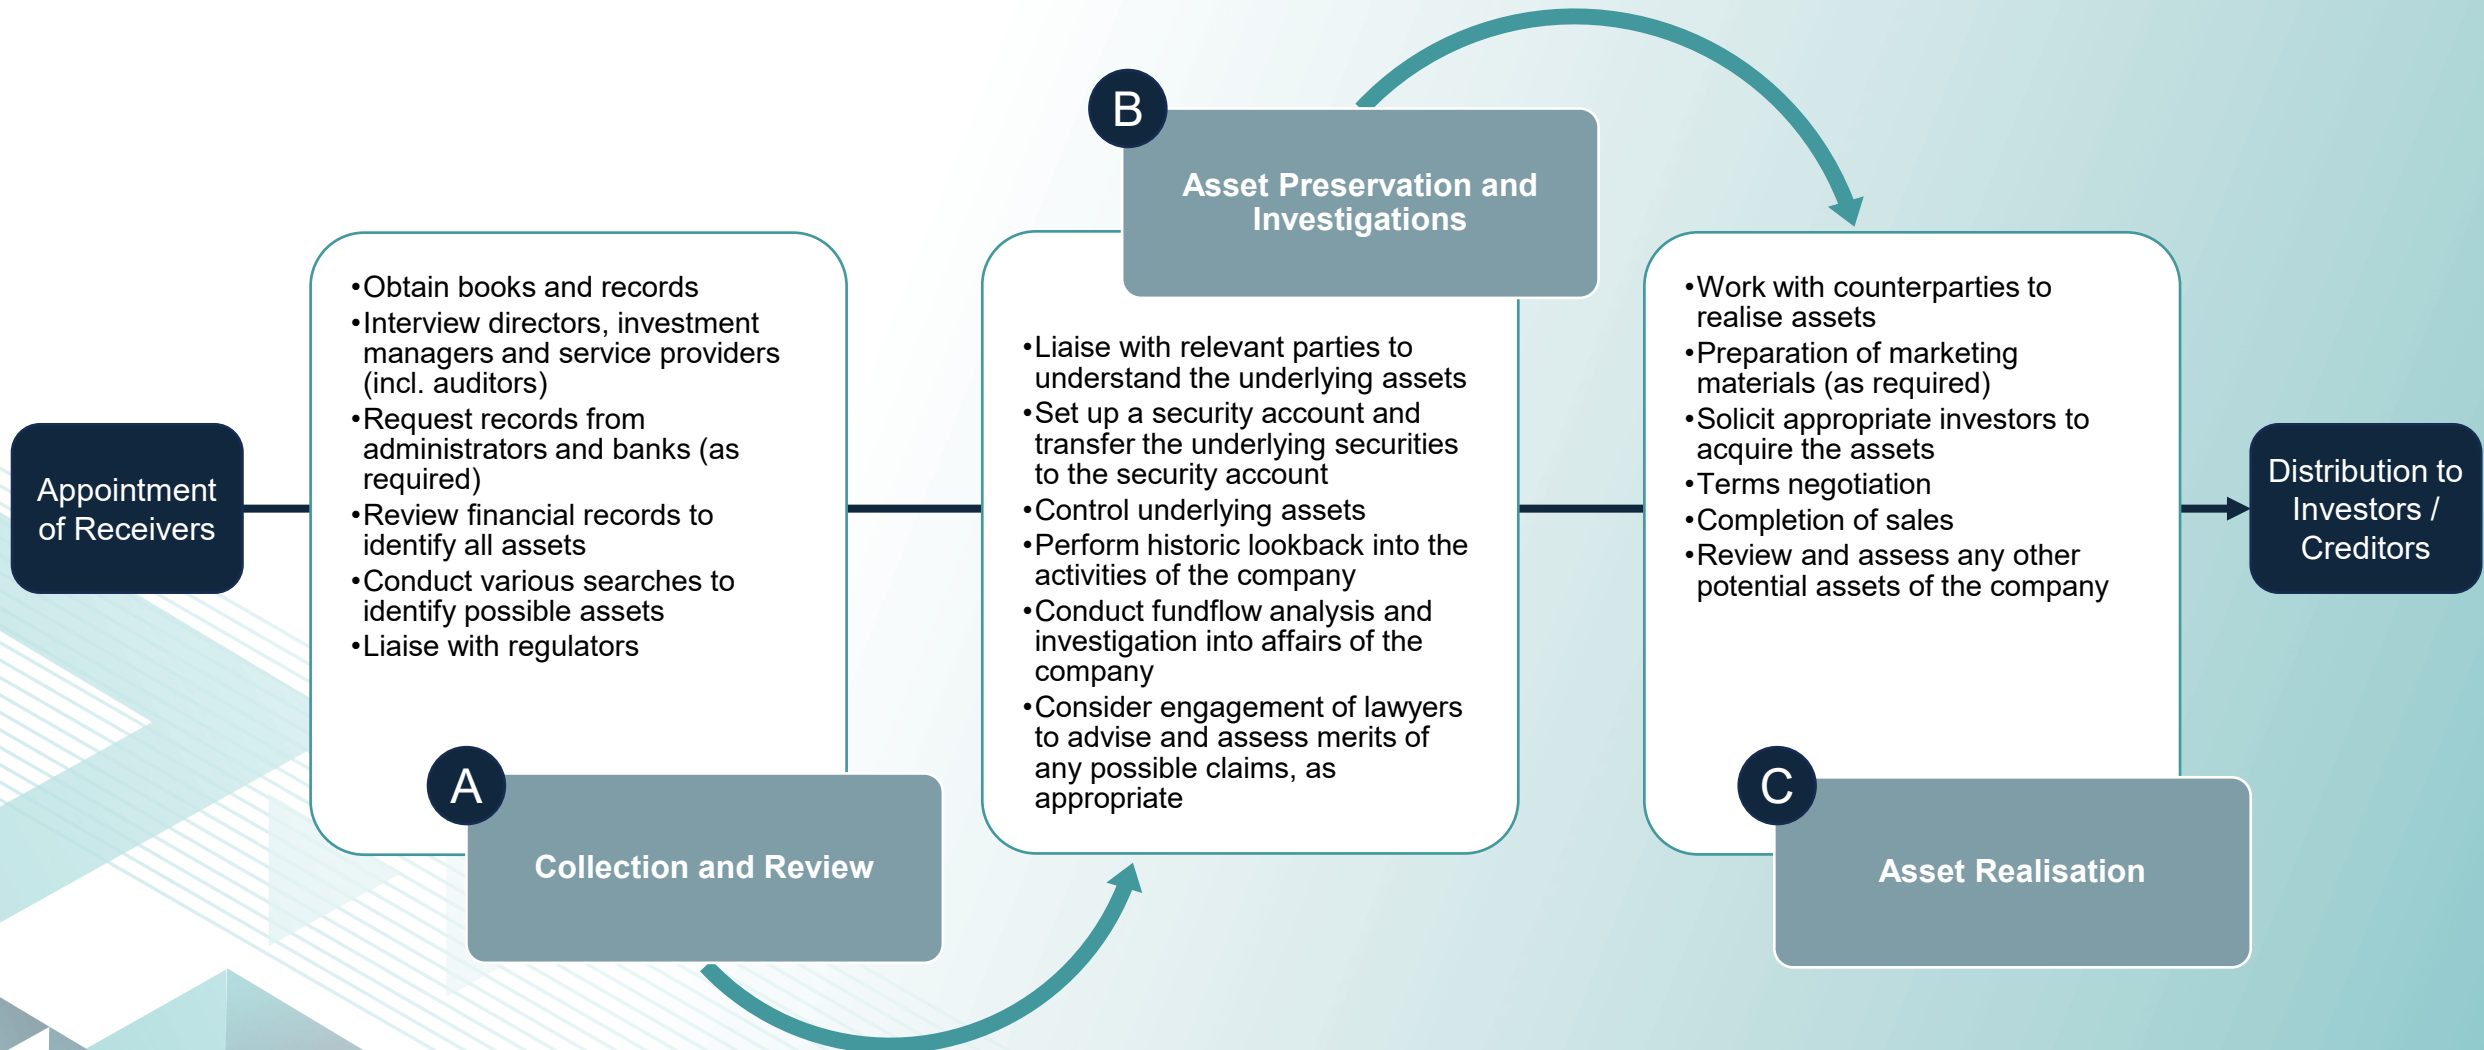 Appointment
of Receivers
•Obtain books and records
•Interview directors, investment
managers and service providers
(incl. auditors)
•Request records from
administrators and banks (as
required)
•Review financial records to
identify all assets
•Conduct various searches to
identify possible assets
•Liaise with regulators
A
Collection and Review
B
Asset Preservation and
Investigations
•Liaise with relevant parties to
understand the underlying assets
•Set up a security account and
transfer the underlying securities
to the security account
•Control underlying assets
•Perform historic lookback into the
activities of the company
•Conduct fundflow analysis and
investigation into affairs of the
company
•Consider engagement of lawyers
to advise and assess merits of
any possible claims, as
appropriate
•Work with counterparties to
realise assets
•Preparation of marketing
materials (as required)
•Solicit appropriate investors to
acquire the assets
•Terms negotiation
•Completion of sales
•Review and assess any other
potential assets of the company
C
Asset Realisation
Distribution to
Investors /
Creditors